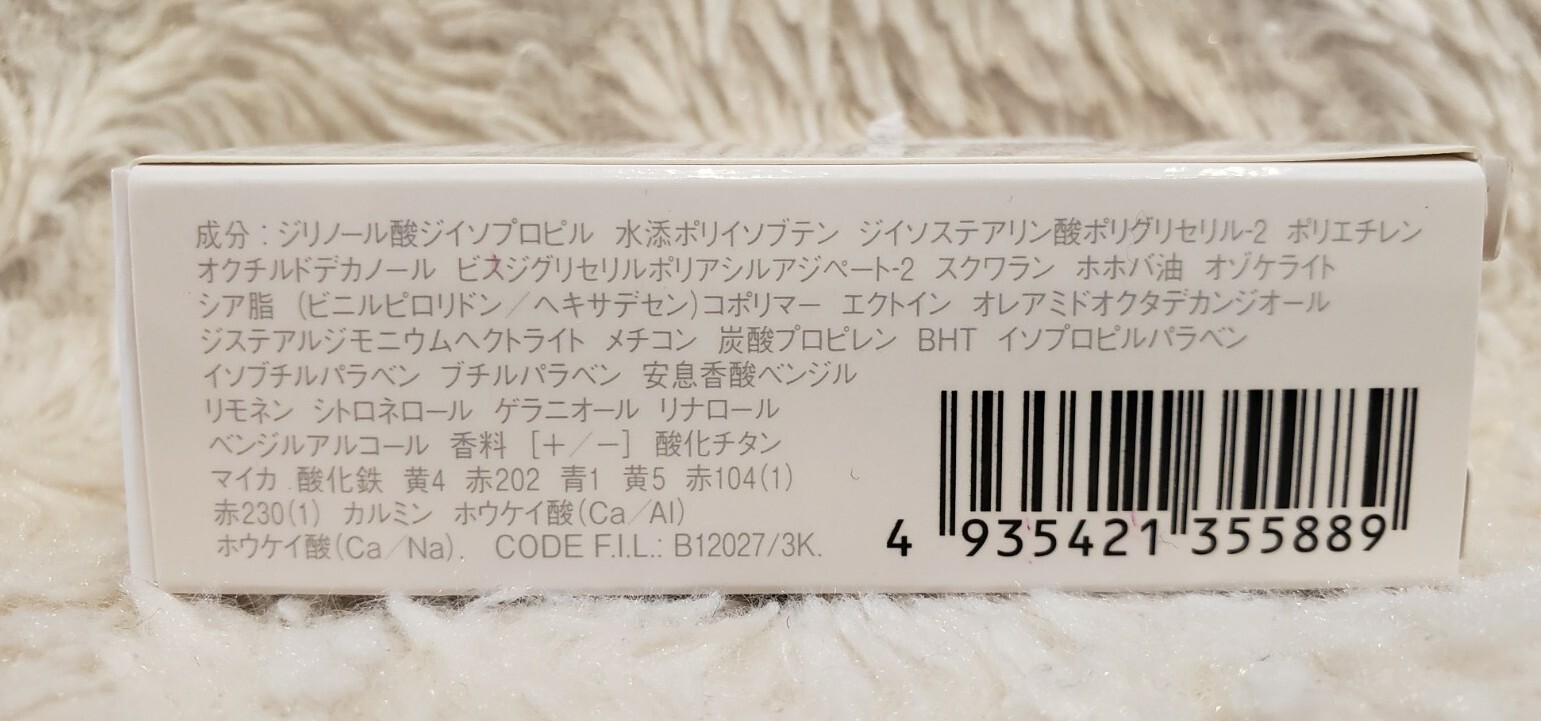 成分：ジリノール酸ジイソプロピル 水添ポリイソブテン ジイソステアリン酸ポリグリセリル-2 ポリエチレン
オクチルドデカノール ビスジグリセリルポリアシルアジペート-2 スクワラン ホホバ油 オゾケライト
シア脂 (ビニルピロリドン／ヘキサデセン)コポリマー エクトイン オレアミドオクタデカンジオール
ジステアルジモニウムヘクトライト メチコン 炭酸プロピレン BHT イソプロピルパラベン
イソブチルパラベン ブチルパラベン 安息香酸ベンジル
リモネン シトロネロール ゲラニオール リナロール
ベンジルアルコール 香料 [＋／－] 酸化チタン
マイカ 酸化鉄 黄4 赤202 青1 黄5 赤104(1)
赤230(1) カルミン ホウケイ酸(Ca／Al)
ホウケイ酸(Ca／Na). CODE F.I.L.: B12027/3K.
4 935421 355889